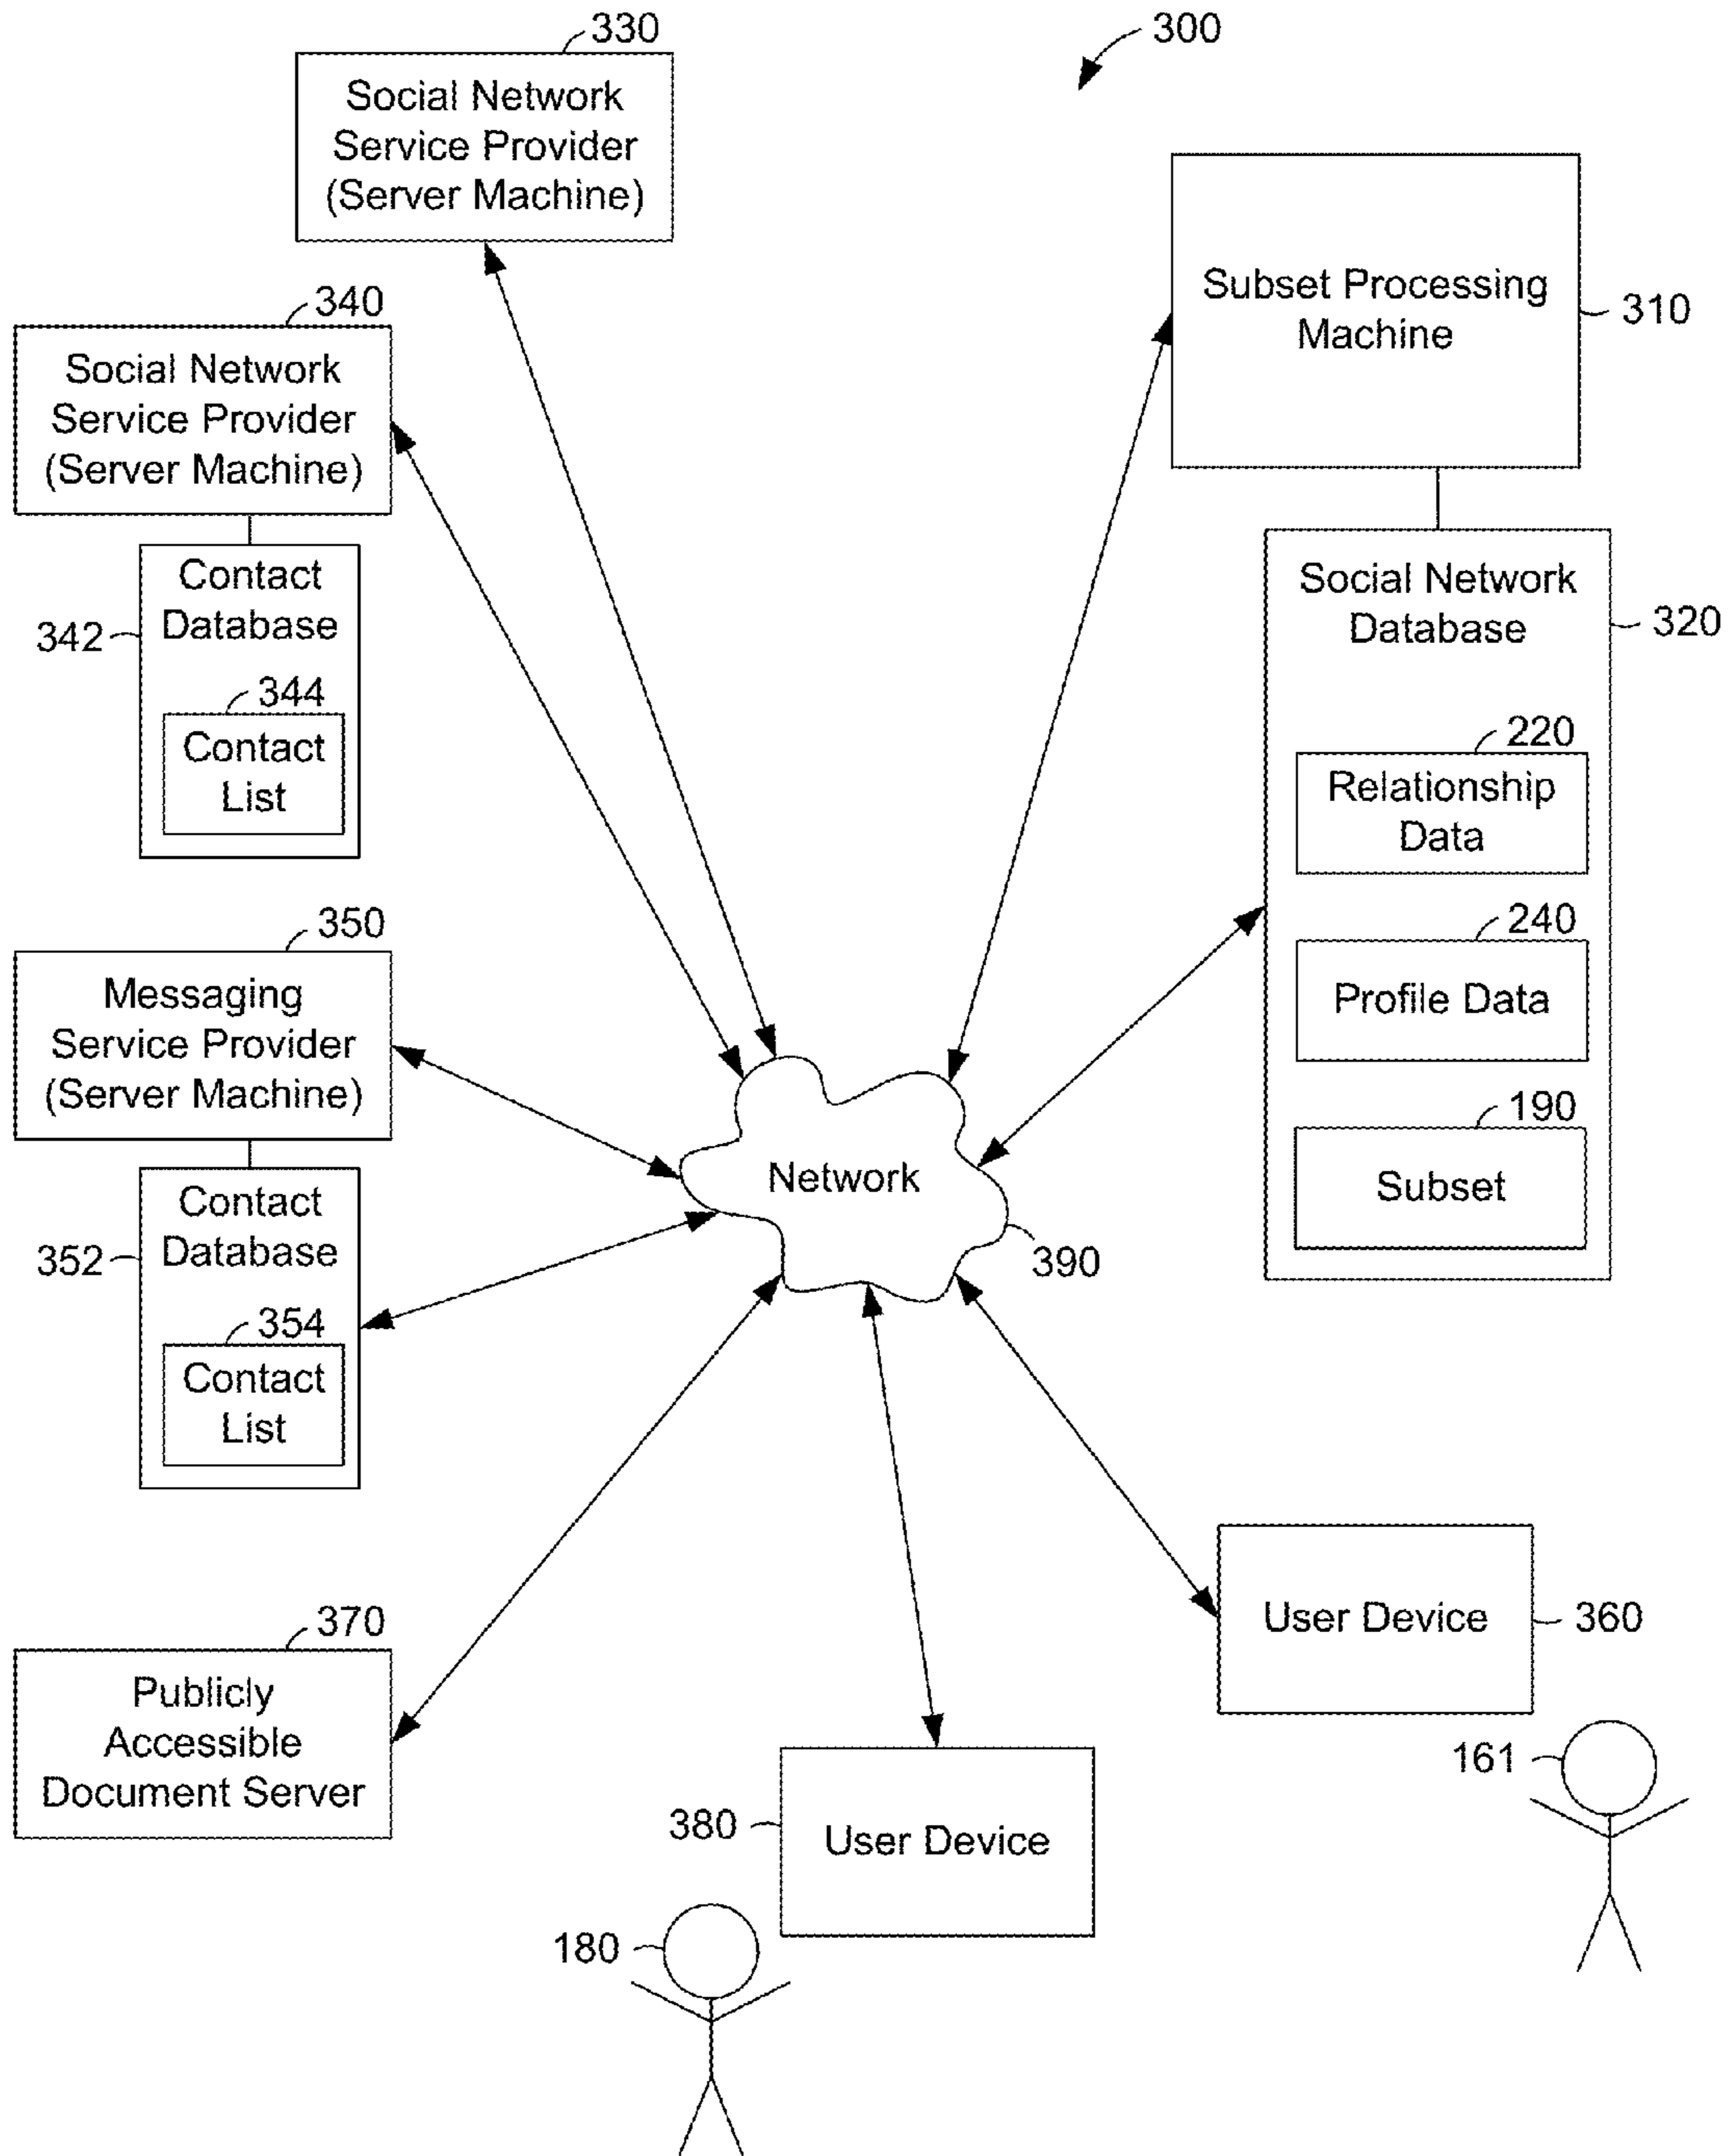 330
Social Network
Service Provider
(Server Machine)
300
Subset Processing
Machine
310
340
Social Network
Service Provider
(Server Machine)
Contact
Database
342
344
Contact
List
Social Network
Database
320
220
Relationship
Data
240
Profile Data
190
Subset
350
Messaging
Service Provider
(Server Machine)
Contact
Database
352
354
Contact
List
Network
390
370
Publicly
Accessible
Document Server
User Device
360
161
380
User Device
180